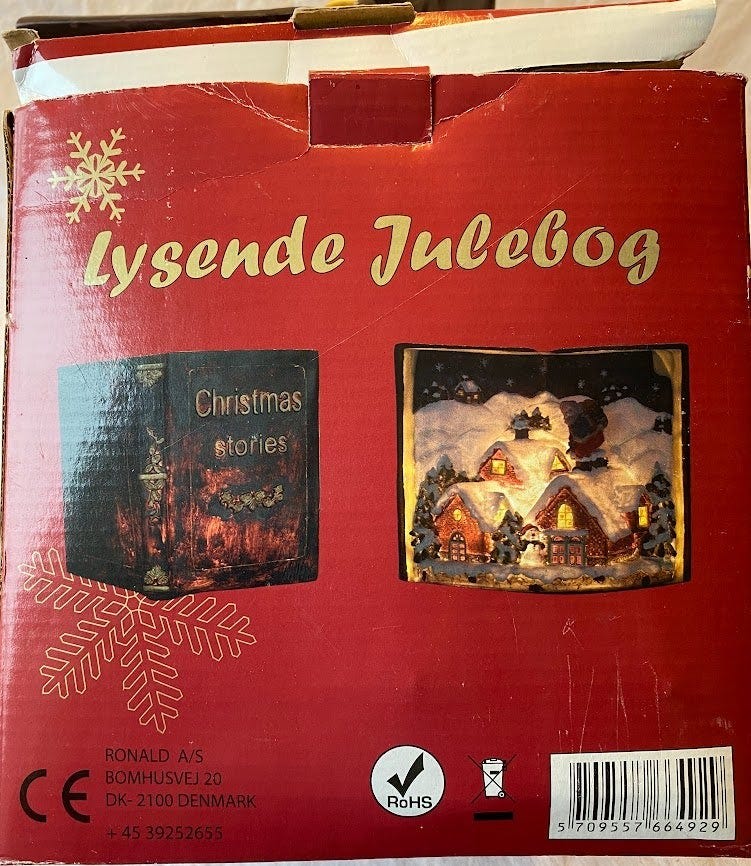 Lysende Julebog
Christmas
stories
RONALD A/S
BOMHUSVEJ 20
DK- 2100 DENMARK
+ 45 39252655
CE
RoHS
5 709557 664929